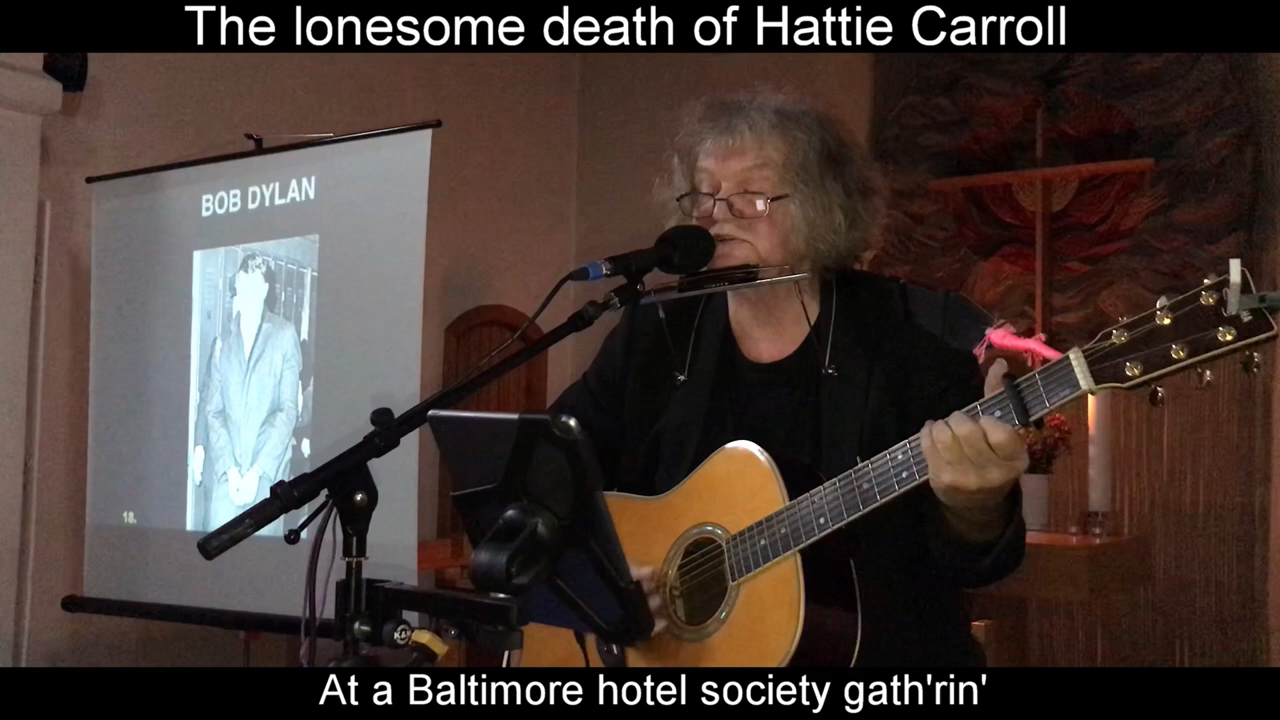 The lonesome death of Hattie Carroll
BOB DYLAN
18.
K&M
At a Baltimore hotel society gath'rin'